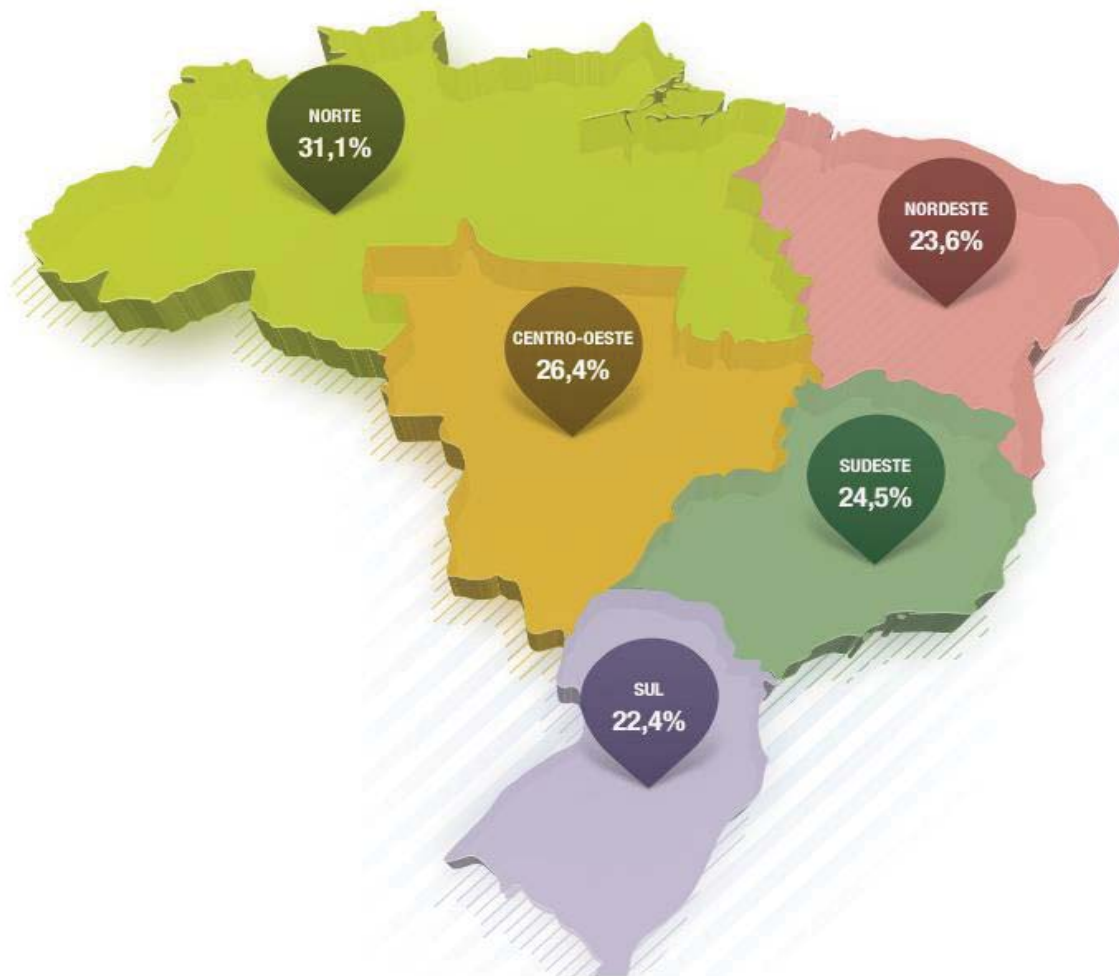 NORTE
31,1%
NORDESTE
23,6%
CENTRO-OESTE
26,4%
SUDESTE
24,5%
SUL
22,4%